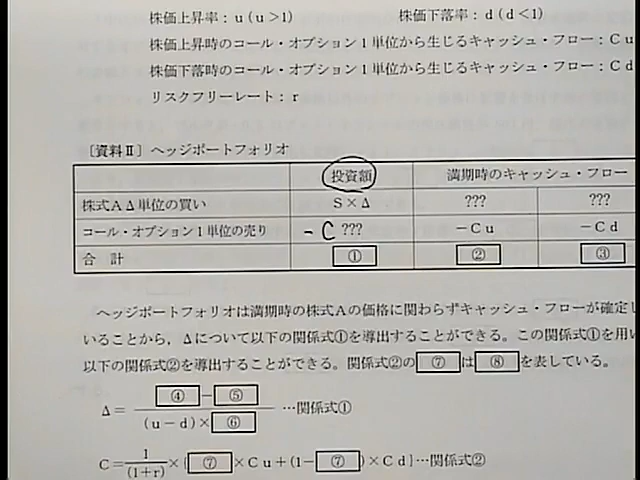 株価上昇率：u(u>1) 株価下落率：d(d<1)
株価上昇時のコール・オプション1単位から生じるキャッシュ・フロー：Cu
株価下落時のコール・オプション1単位から生じるキャッシュ・フロー：Cd
リスクフリーレート：r
［資料Ⅱ］ヘッジポートフォリオ
投資額 満期時のキャッシュ・フロー
株式AΔ単位の買い S×Δ ??? ???
コール・オプション1単位の売り -C ??? －Cu －Cd
合 計 ① ② ③
ヘッジポートフォリオは満期時の株式Aの価格に関わらずキャッシュ・フローが確定し
いることから，Δについて以下の関係式①を導出することができる。この関係式①を用い
以下の関係式②を導出することができる。関係式②の⑦は⑧を表している。
④－⑤
Δ＝ …関係式①
(u－d)×⑥
C＝1/(1+r)×{⑦×Cu+(1-⑦)×Cd}…関係式②